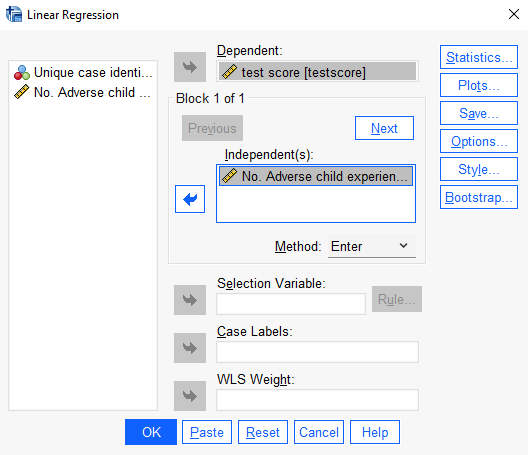 Linear Regression
Unique case identi...
No. Adverse child ...
Dependent:
test score [testscore]
Block 1 of 1
Previous
Next
Independent(s):
No. Adverse child experien...
Method: Enter
Selection Variable:
Rule...
Case Labels:
WLS Weight:
Statistics...
Plots...
Save...
Options...
Style...
Bootstrap...
OK Paste Reset Cancel Help